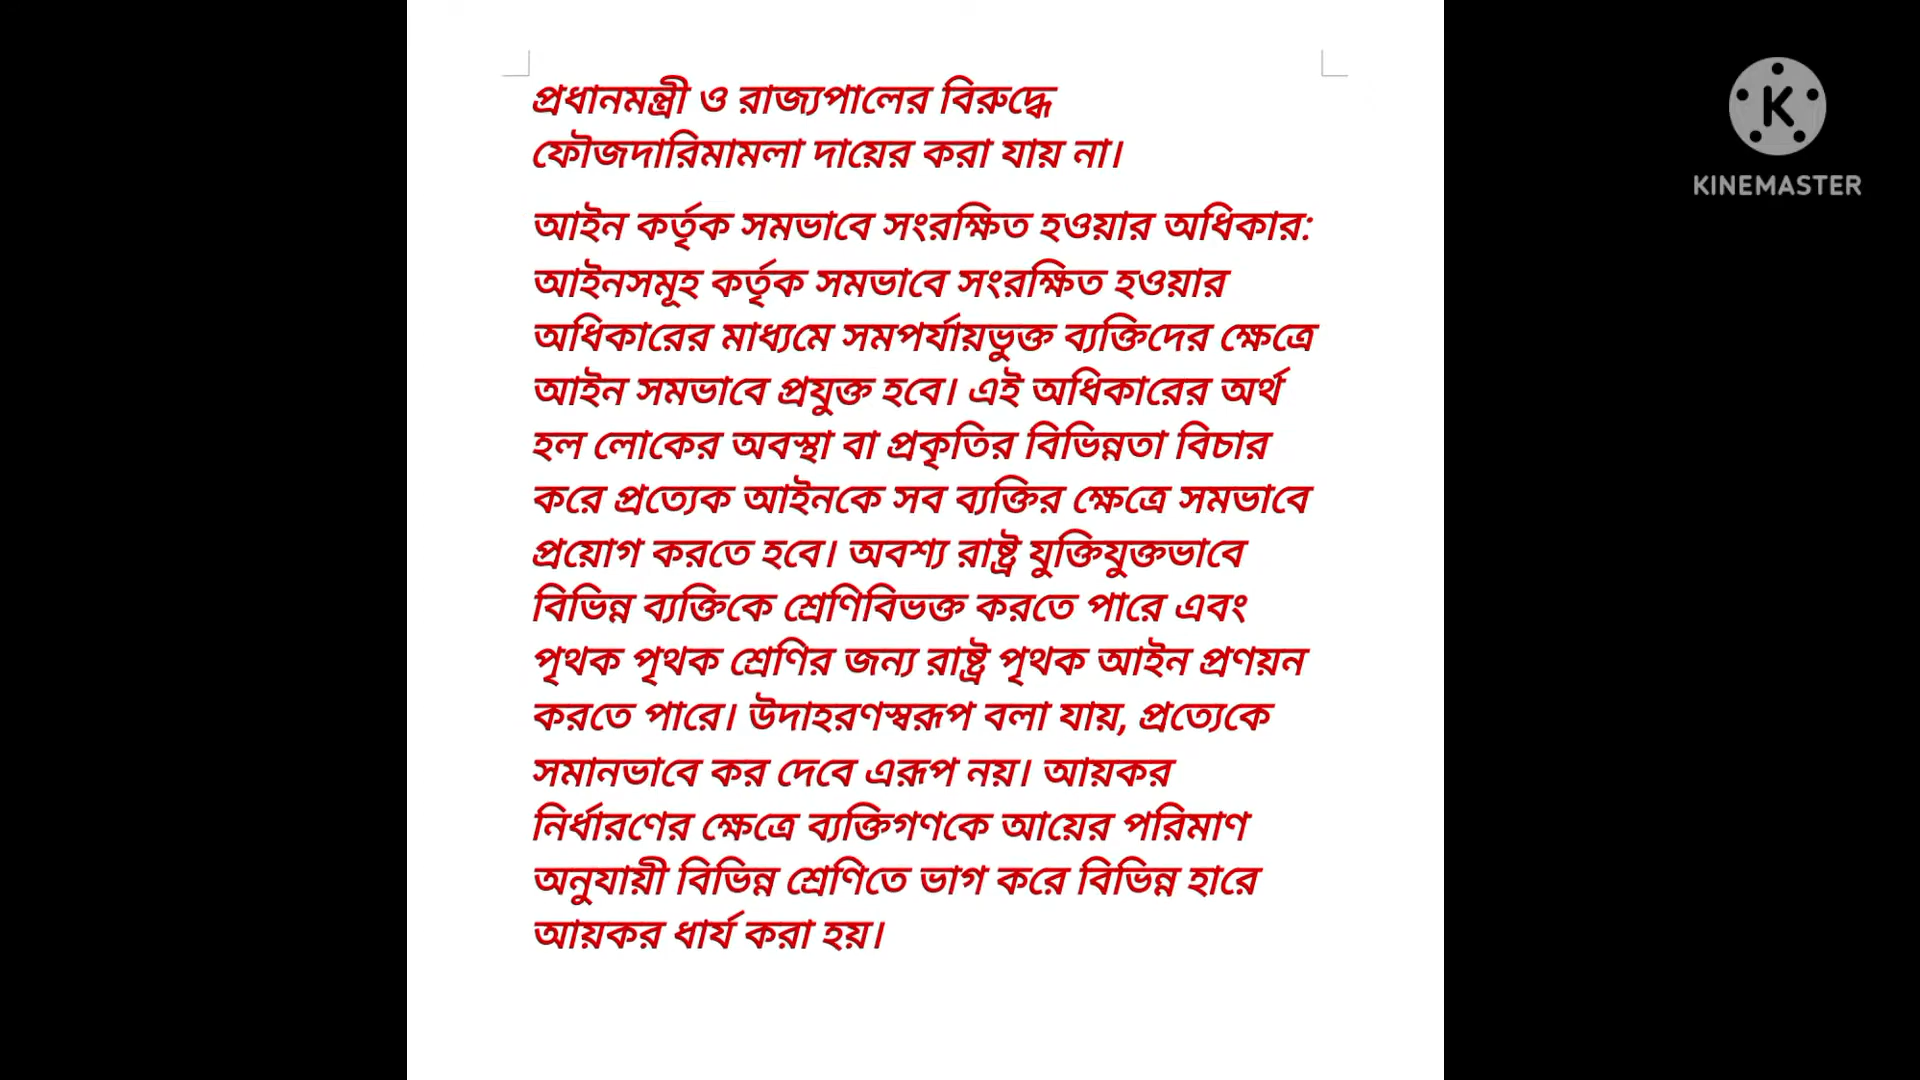 প্রধানমন্ত্রী ও রাজ্যপালের বিরুদ্ধে
ফৌজদারিমামলা দায়ের করা যায় না।
আইন কর্তৃক সমভাবে সংরক্ষিত হওয়ার অধিকার:
আইনসমূহ কর্তৃক সমভাবে সংরক্ষিত হওয়ার
অধিকারের মাধ্যমে সমপর্যায়ভুক্ত ব্যক্তিদের ক্ষেত্রে
আইন সমভাবে প্রযুক্ত হবে। এই অধিকারের অর্থ
হল লোকের অবস্থা বা প্রকৃতির বিভিন্নতা বিচার
করে প্রত্যেক আইনকে সব ব্যক্তির ক্ষেত্রে সমভাবে
প্রয়োগ করতে হবে। অবশ্য রাষ্ট্র যুক্তিযুক্তভাবে
বিভিন্ন ব্যক্তিকে শ্রেণিবিভক্ত করতে পারে এবং
পৃথক পৃথক শ্রেণির জন্য রাষ্ট্র পৃথক আইন প্রণয়ন
করতে পারে। উদাহরণস্বরূপ বলা যায়, প্রত্যেকে
সমানভাবে কর দেবে এরূপ নয়। আয়কর
নির্ধারণের ক্ষেত্রে ব্যক্তিগণকে আয়ের পরিমাণ
অনুযায়ী বিভিন্ন শ্রেণিতে ভাগ করে বিভিন্ন হারে
আয়কর ধার্য করা হয়।
K
KINEMASTER